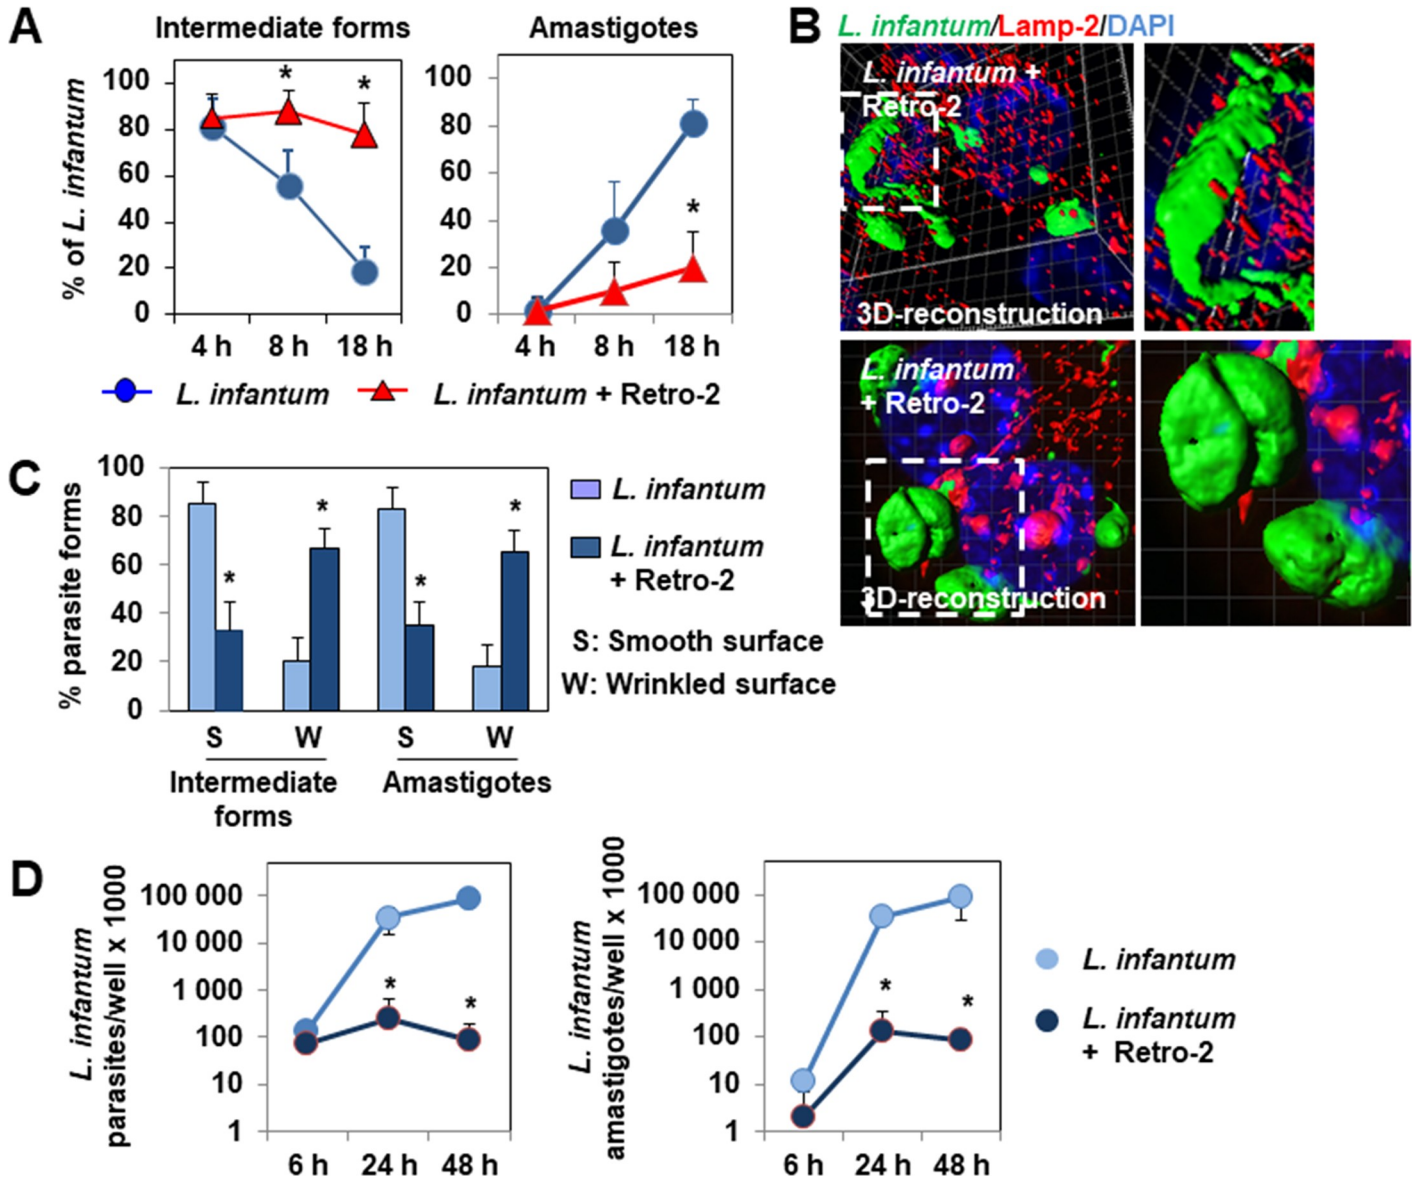 A
Intermediate forms
Amastigotes
% of L. infantum
100
80
60
40
20
0
4 h 8 h 18 h
100
80
60
40
20
0
4 h 8 h 18 h
L. infantum
L. infantum + Retro-2
* * *
B
L. infantum/Lamp-2/DAPI
L. infantum +
Retro-2
3D-reconstruction
L. infantum
+ Retro-2
3D-reconstruction
C
% parasite forms
100
80
60
40
20
0
* * * *
S W S W
Intermediate
forms
Amastigotes
L. infantum
L. infantum
+ Retro-2
S: Smooth surface
W: Wrinkled surface
D
L. infantum
parasites/well x 1000
100 000
10 000
1 000
100
10
1
* *
6 h 24 h 48 h
L. infantum
amastigotes/well x 1000
100 000
10 000
1 000
100
10
1
* *
6 h 24 h 48 h
L. infantum
L. infantum
+ Retro-2